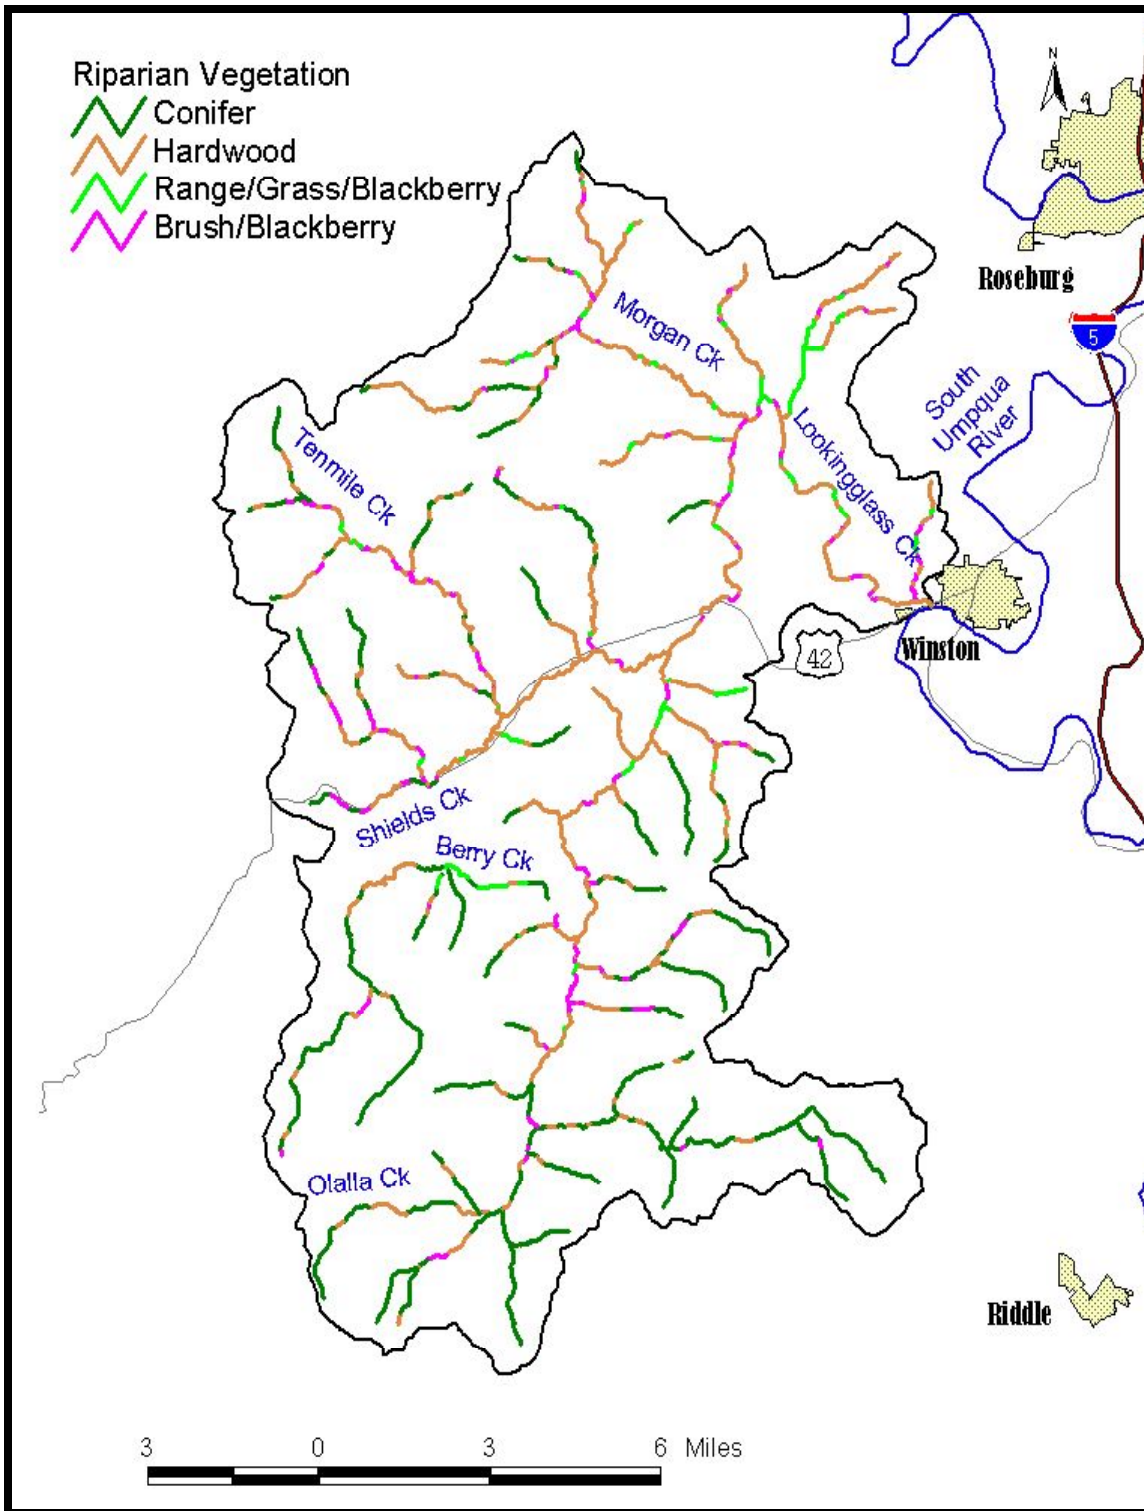 Riparian Vegetation
Conifer
Hardwood
Range/Grass/Blackberry
Brush/Blackberry
N
Roseburg
5
Morgan Ck
South
Umpqua
River
Lookingglass Ck
Tenmile Ck
Winston
42
Shields Ck
Berry Ck
Olalla Ck
Riddle
3 0 3 6 Miles